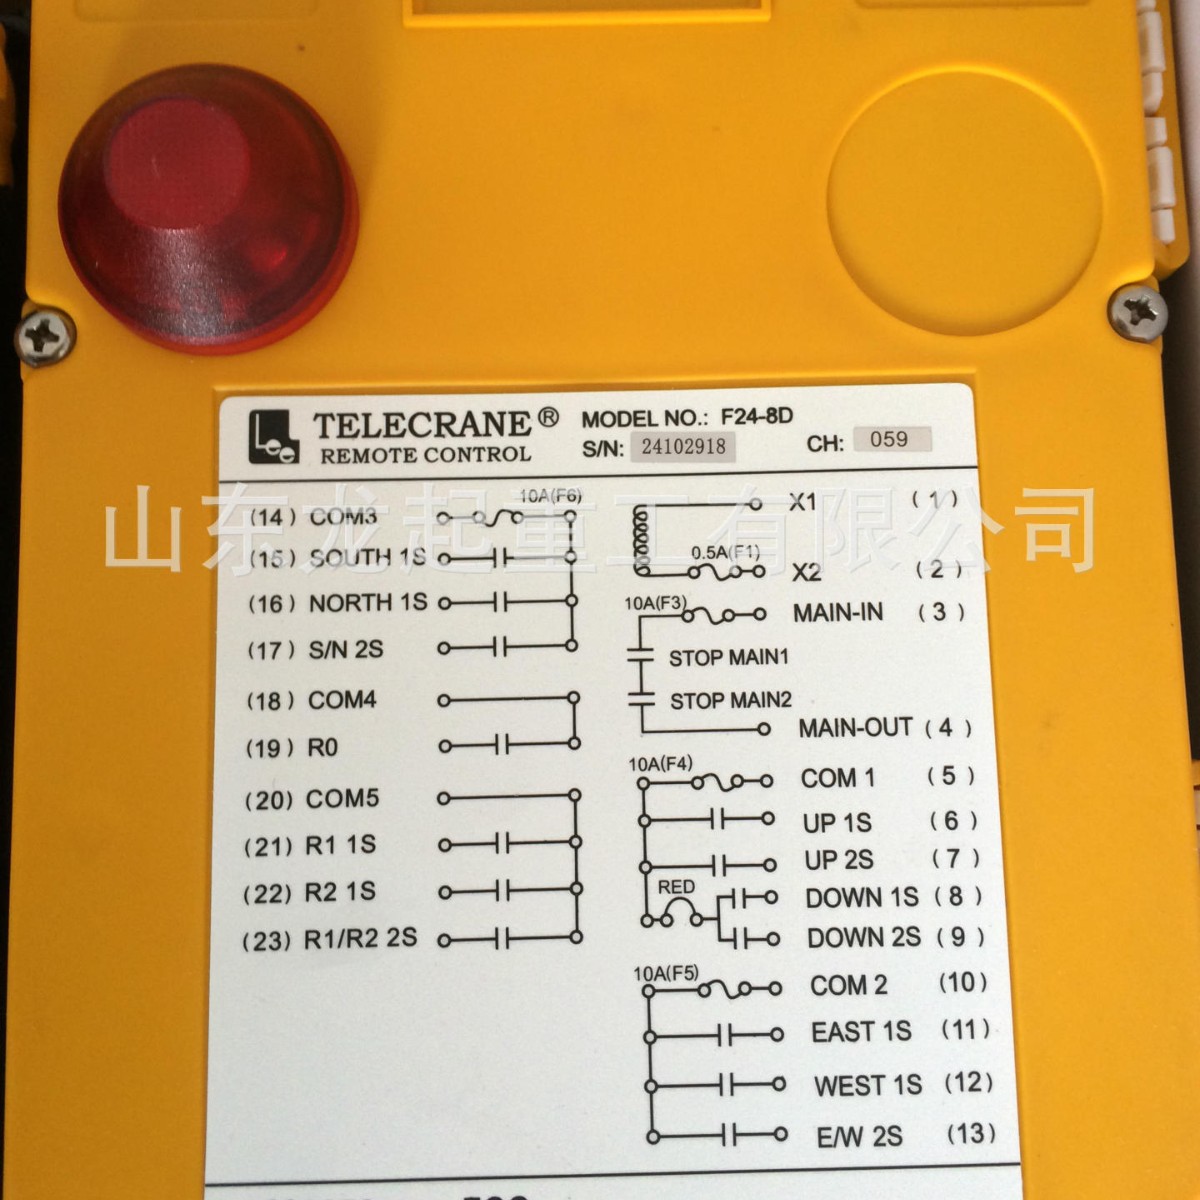 TELECRANE®
REMOTE CONTROL
MODEL NO.: F24-8D
S/N: 24102918
CH: 059
山东龙起重工有限公司
10A(F6)
(14) COM3
(15) SOUTH 1S
(16) NORTH 1S
(17) S/N 2S
(18) COM4
(19) R0
(20) COM5
(21) R1 1S
(22) R2 1S
(23) R1/R2 2S
X1 (1)
0.5A(F1)
X2 (2)
10A(F3)
MAIN-IN (3)
STOP MAIN1
STOP MAIN2
MAIN-OUT (4)
10A(F4)
COM 1 (5)
UP 1S (6)
UP 2S (7)
RED
DOWN 1S (8)
DOWN 2S (9)
10A(F5)
COM 2 (10)
EAST 1S (11)
WEST 1S (12)
E/W 2S (13)